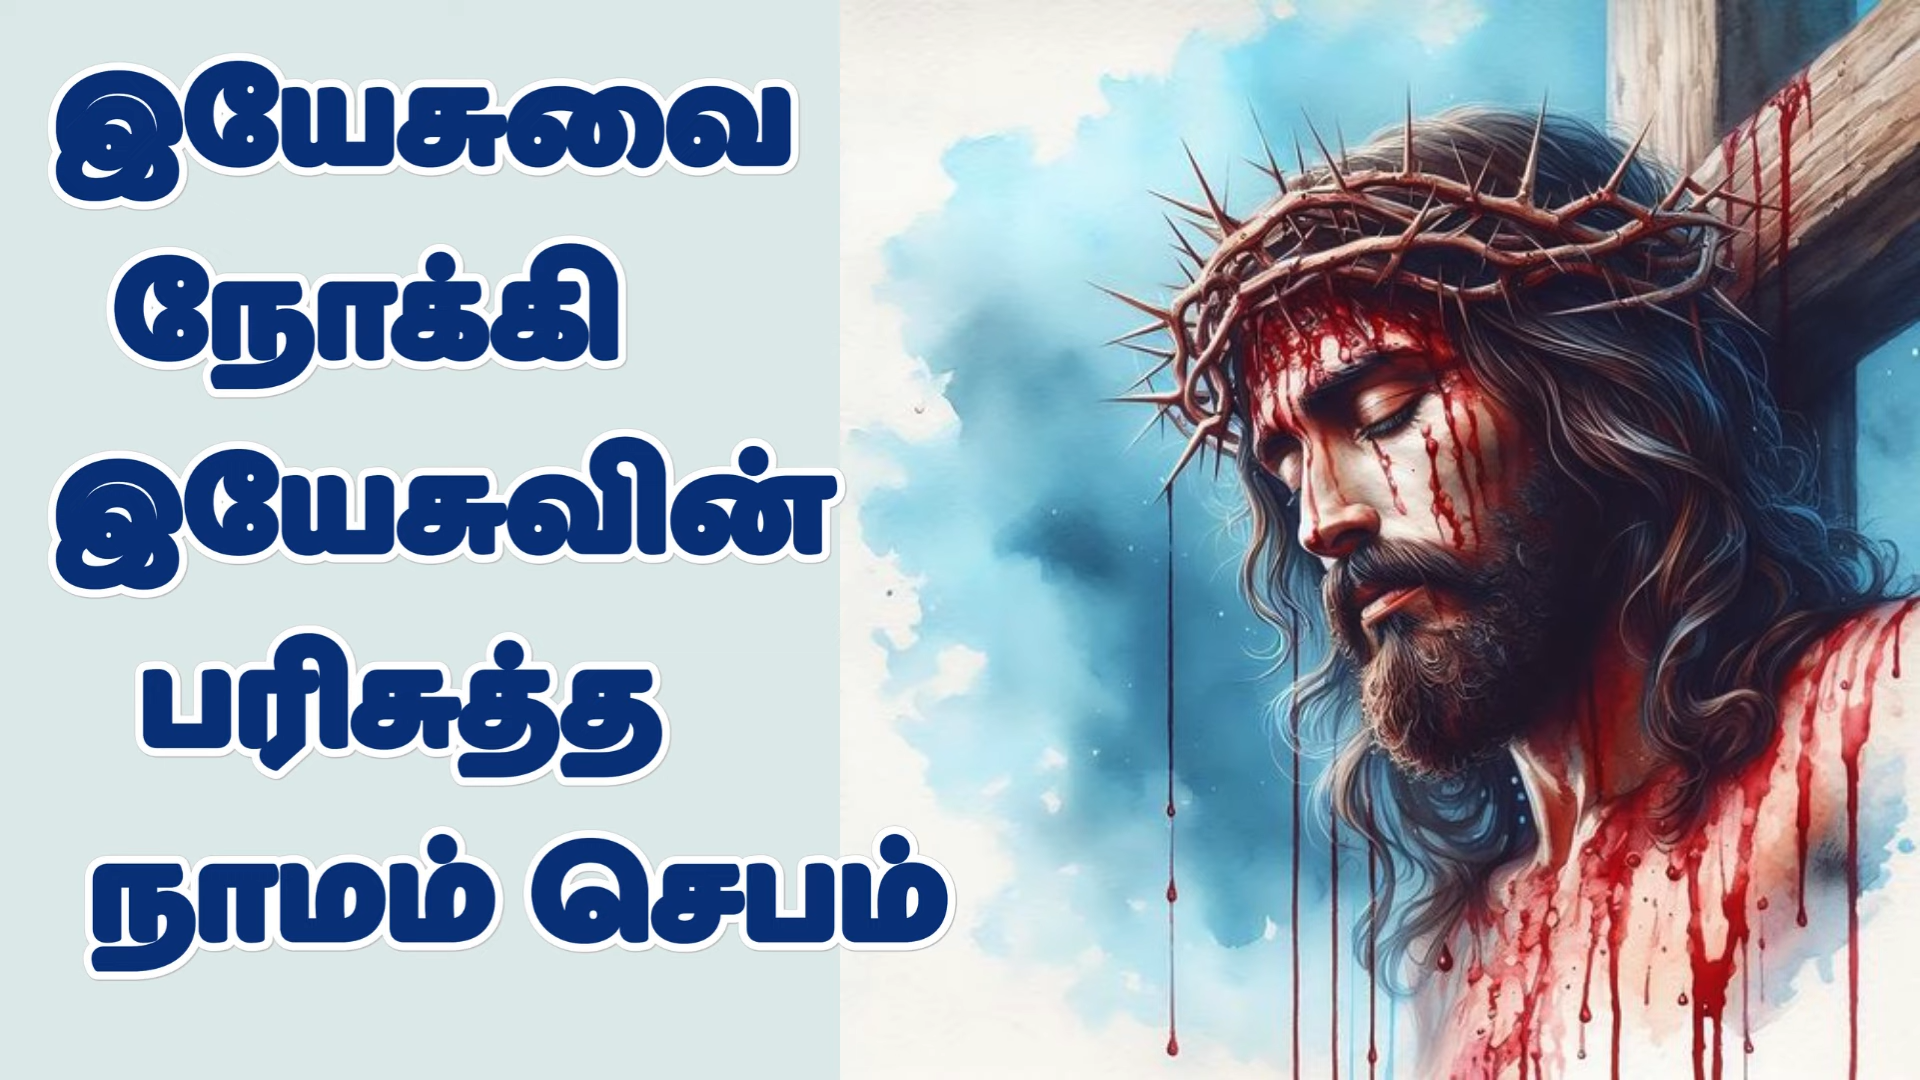 இயேசுவை
நோக்கி
இயேசுவின்
பரிசுத்த
நாமம் செபம்